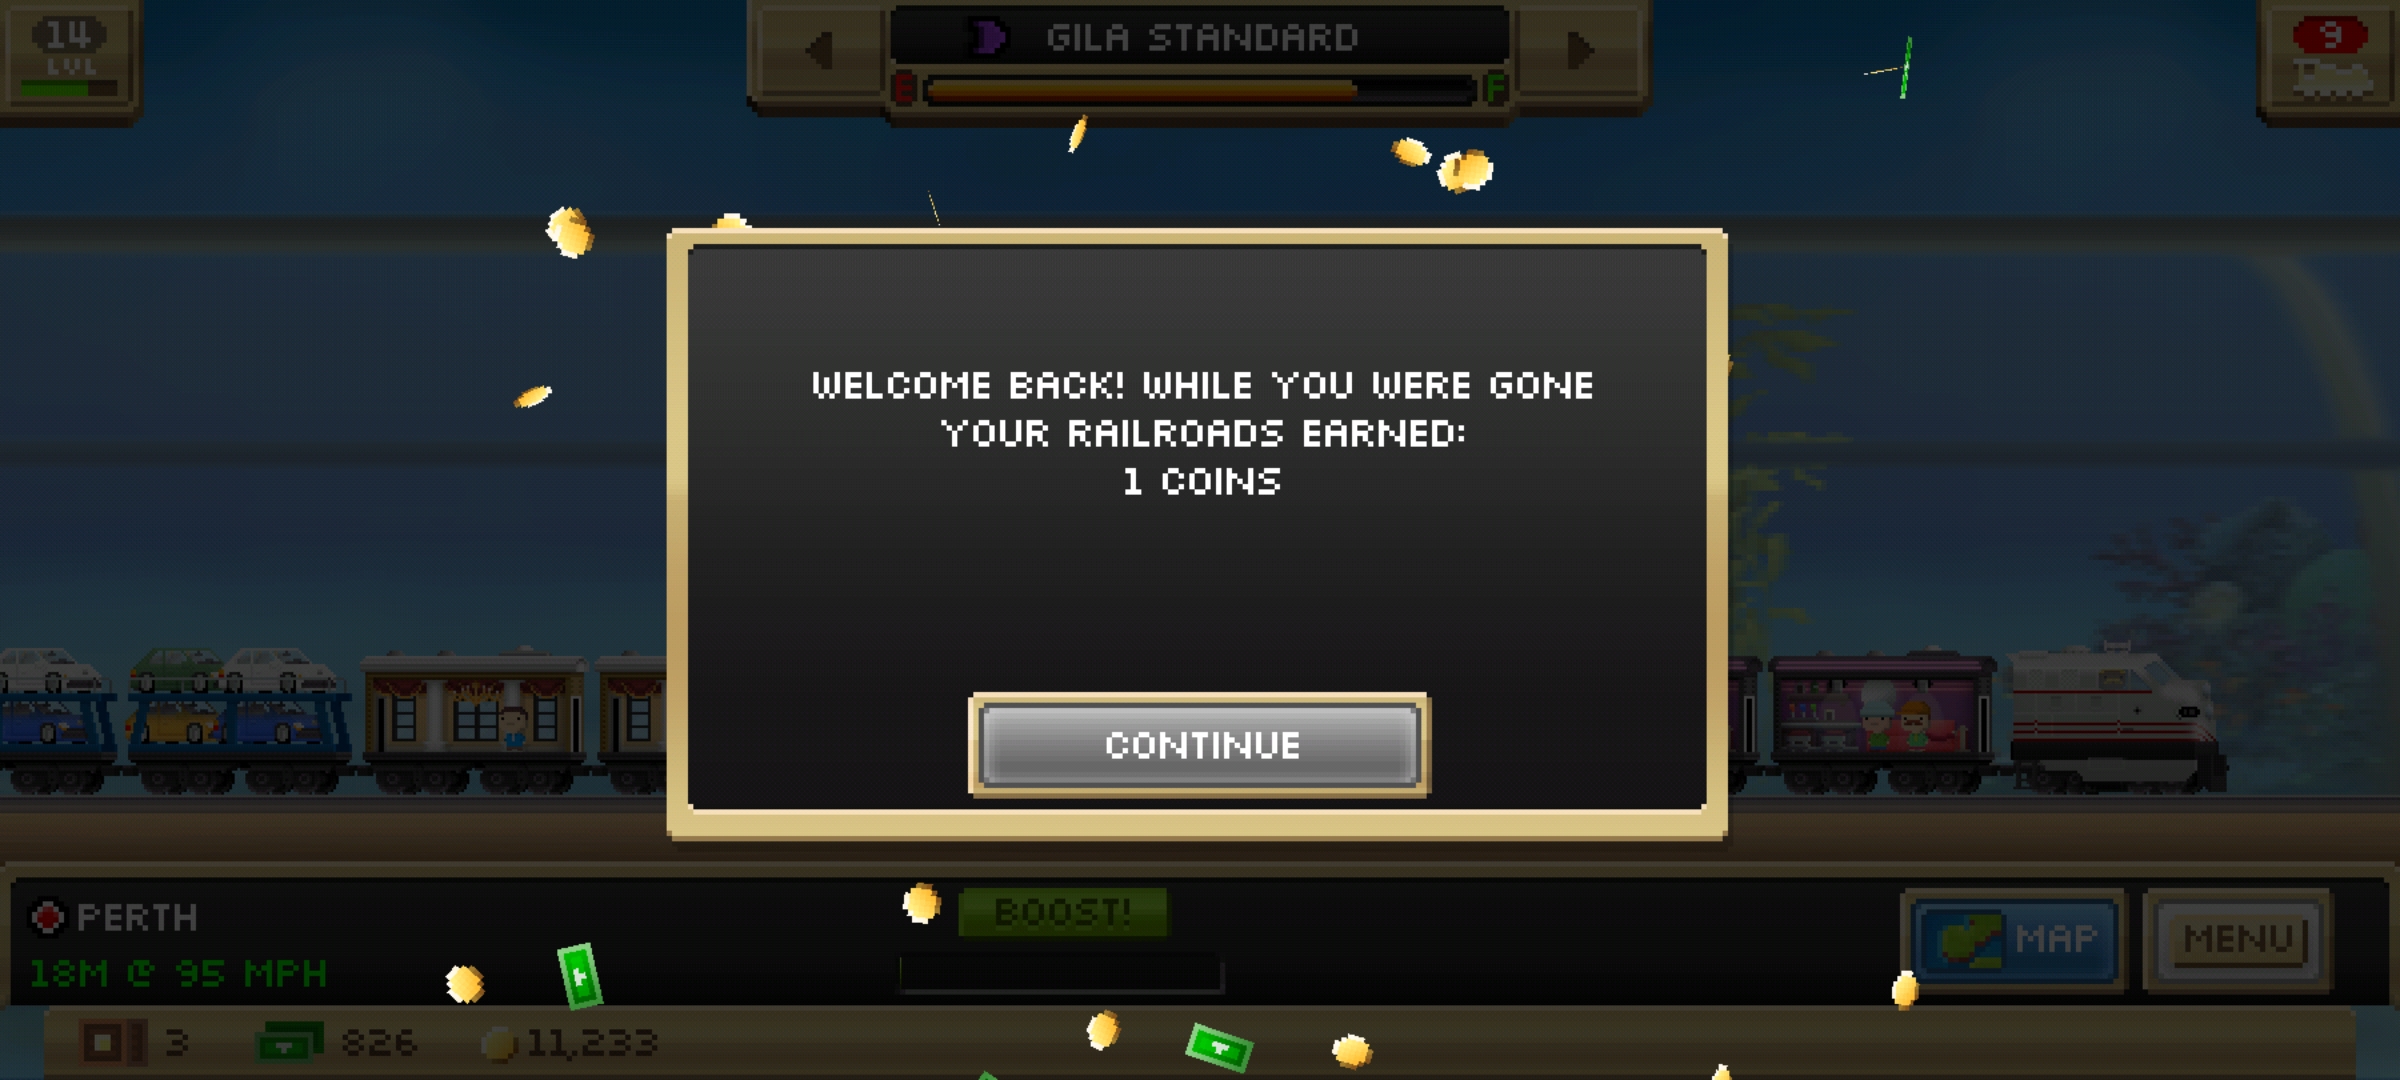 14
LVL
GILA STANDARD
E
F
9
WELCOME BACK! WHILE YOU WERE GONE
YOUR RAILROADS EARNED:
1 COINS
CONTINUE
PERTH
18M @ 95 MPH
BOOST!
MAP
MENU
3
826
11,233